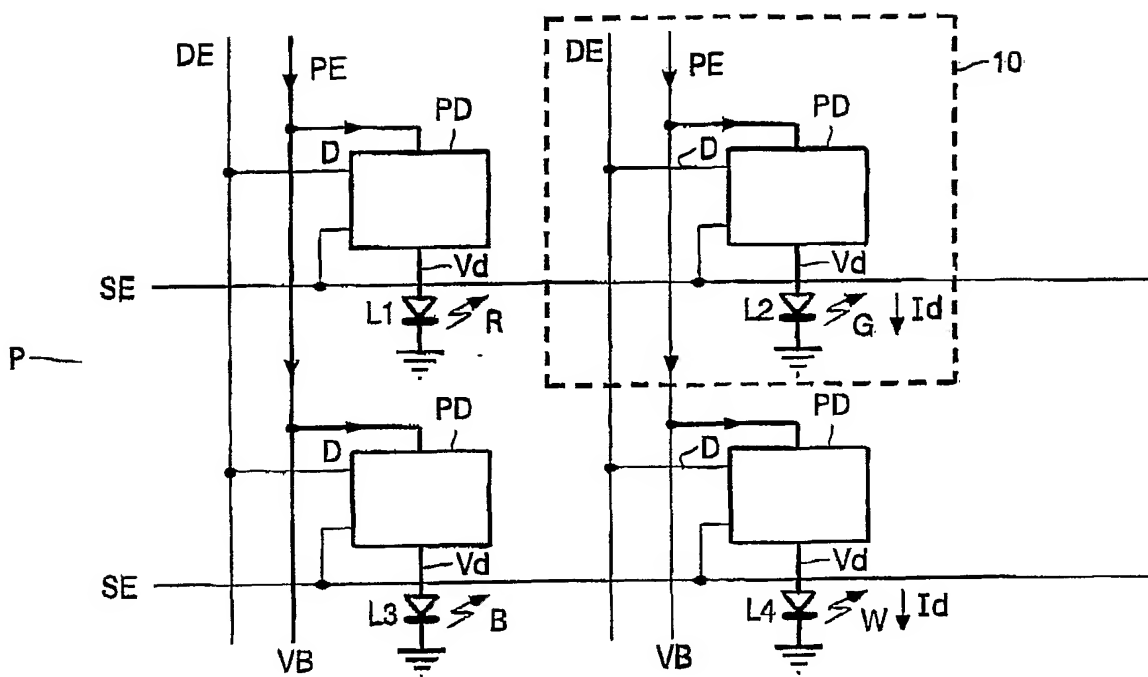 DE PE DE PE 10
PD PD
D D
Vd Vd
SE
L1 R L2 G Id
P
PD PD
D D
Vd Vd
SE
L3 B L4 W Id
VB VB